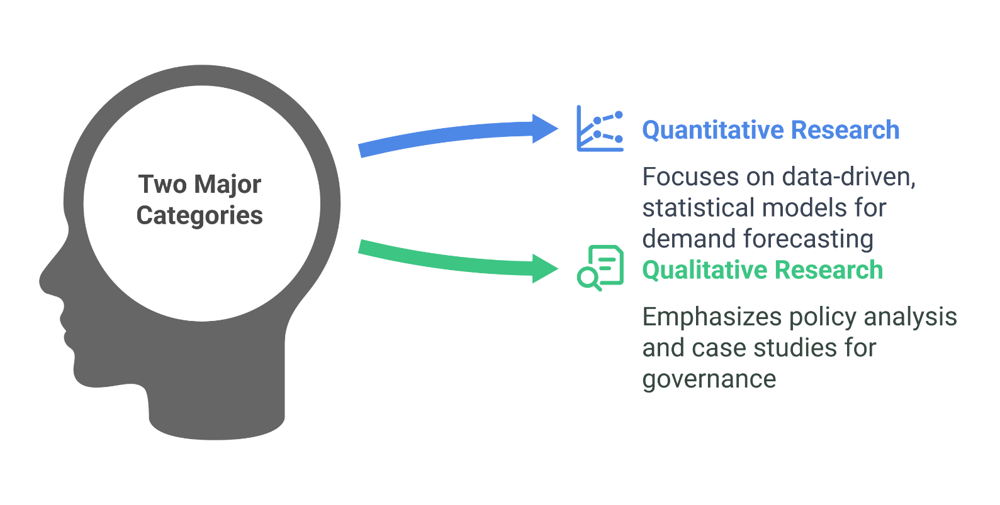 Two Major
Categories
Quantitative Research
Focuses on data-driven,
statistical models for
demand forecasting
Qualitative Research
Emphasizes policy analysis
and case studies for
governance